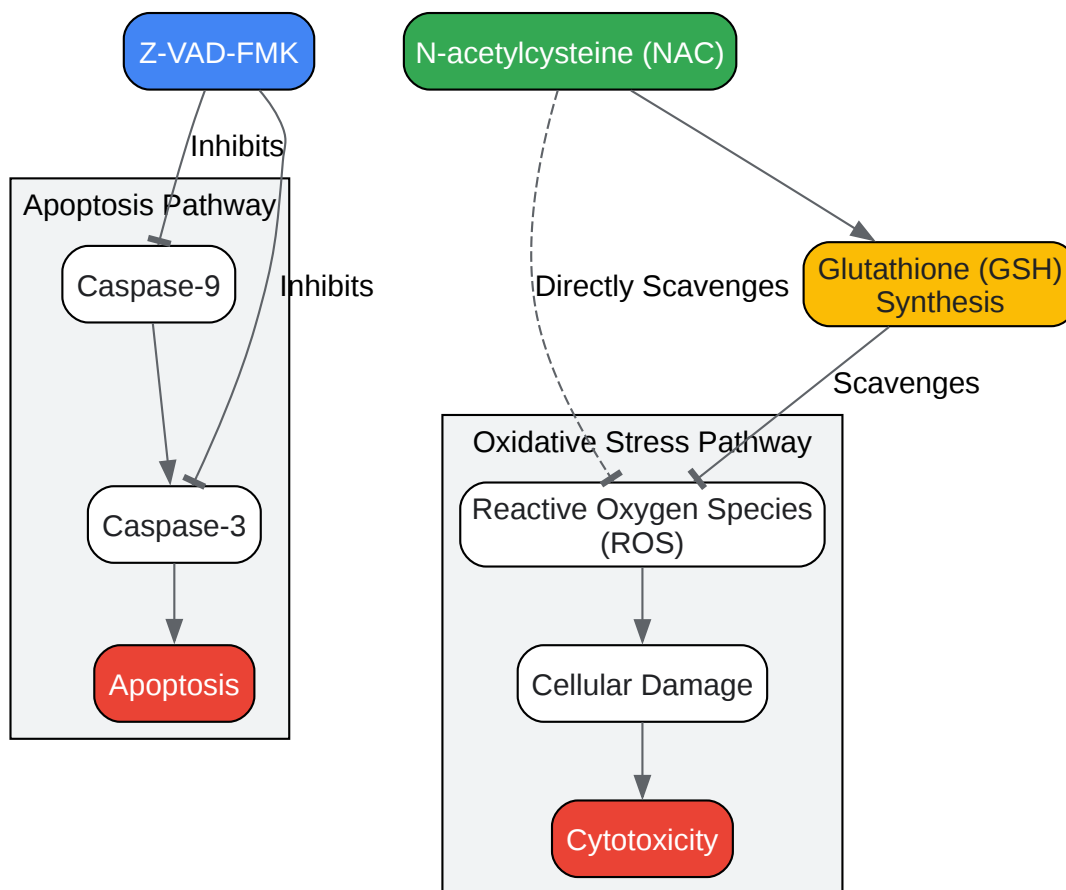 Z-VAD-FMK
N-acetylcysteine (NAC)
Inhibits
Apoptosis Pathway
Caspase-9
Inhibits
Directly Scavenges
Glutathione (GSH)
Synthesis
Scavenges
Oxidative Stress Pathway
Caspase-3
Reactive Oxygen Species
(ROS)
Apoptosis
Cellular Damage
Cytotoxicity